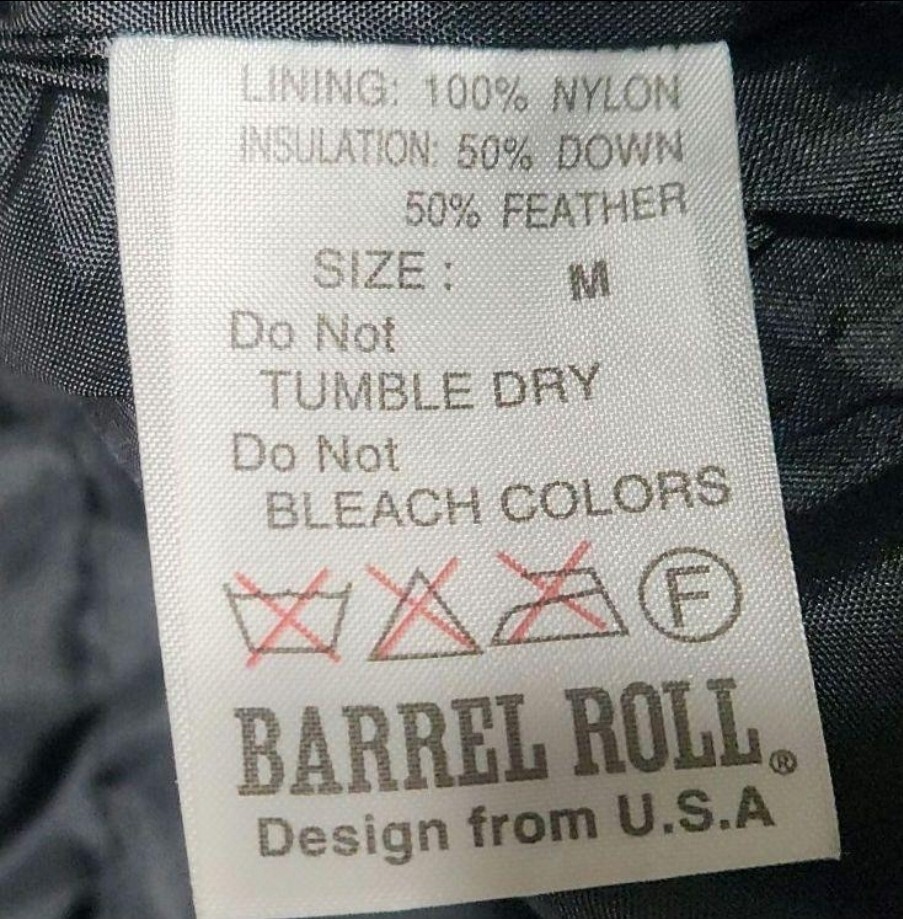 LINING: 100% NYLON
INSULATION: 50% DOWN
50% FEATHER
SIZE : M
Do Not
TUMBLE DRY
Do Not
BLEACH COLORS
F
BARREL ROLL®
Design from U.S.A